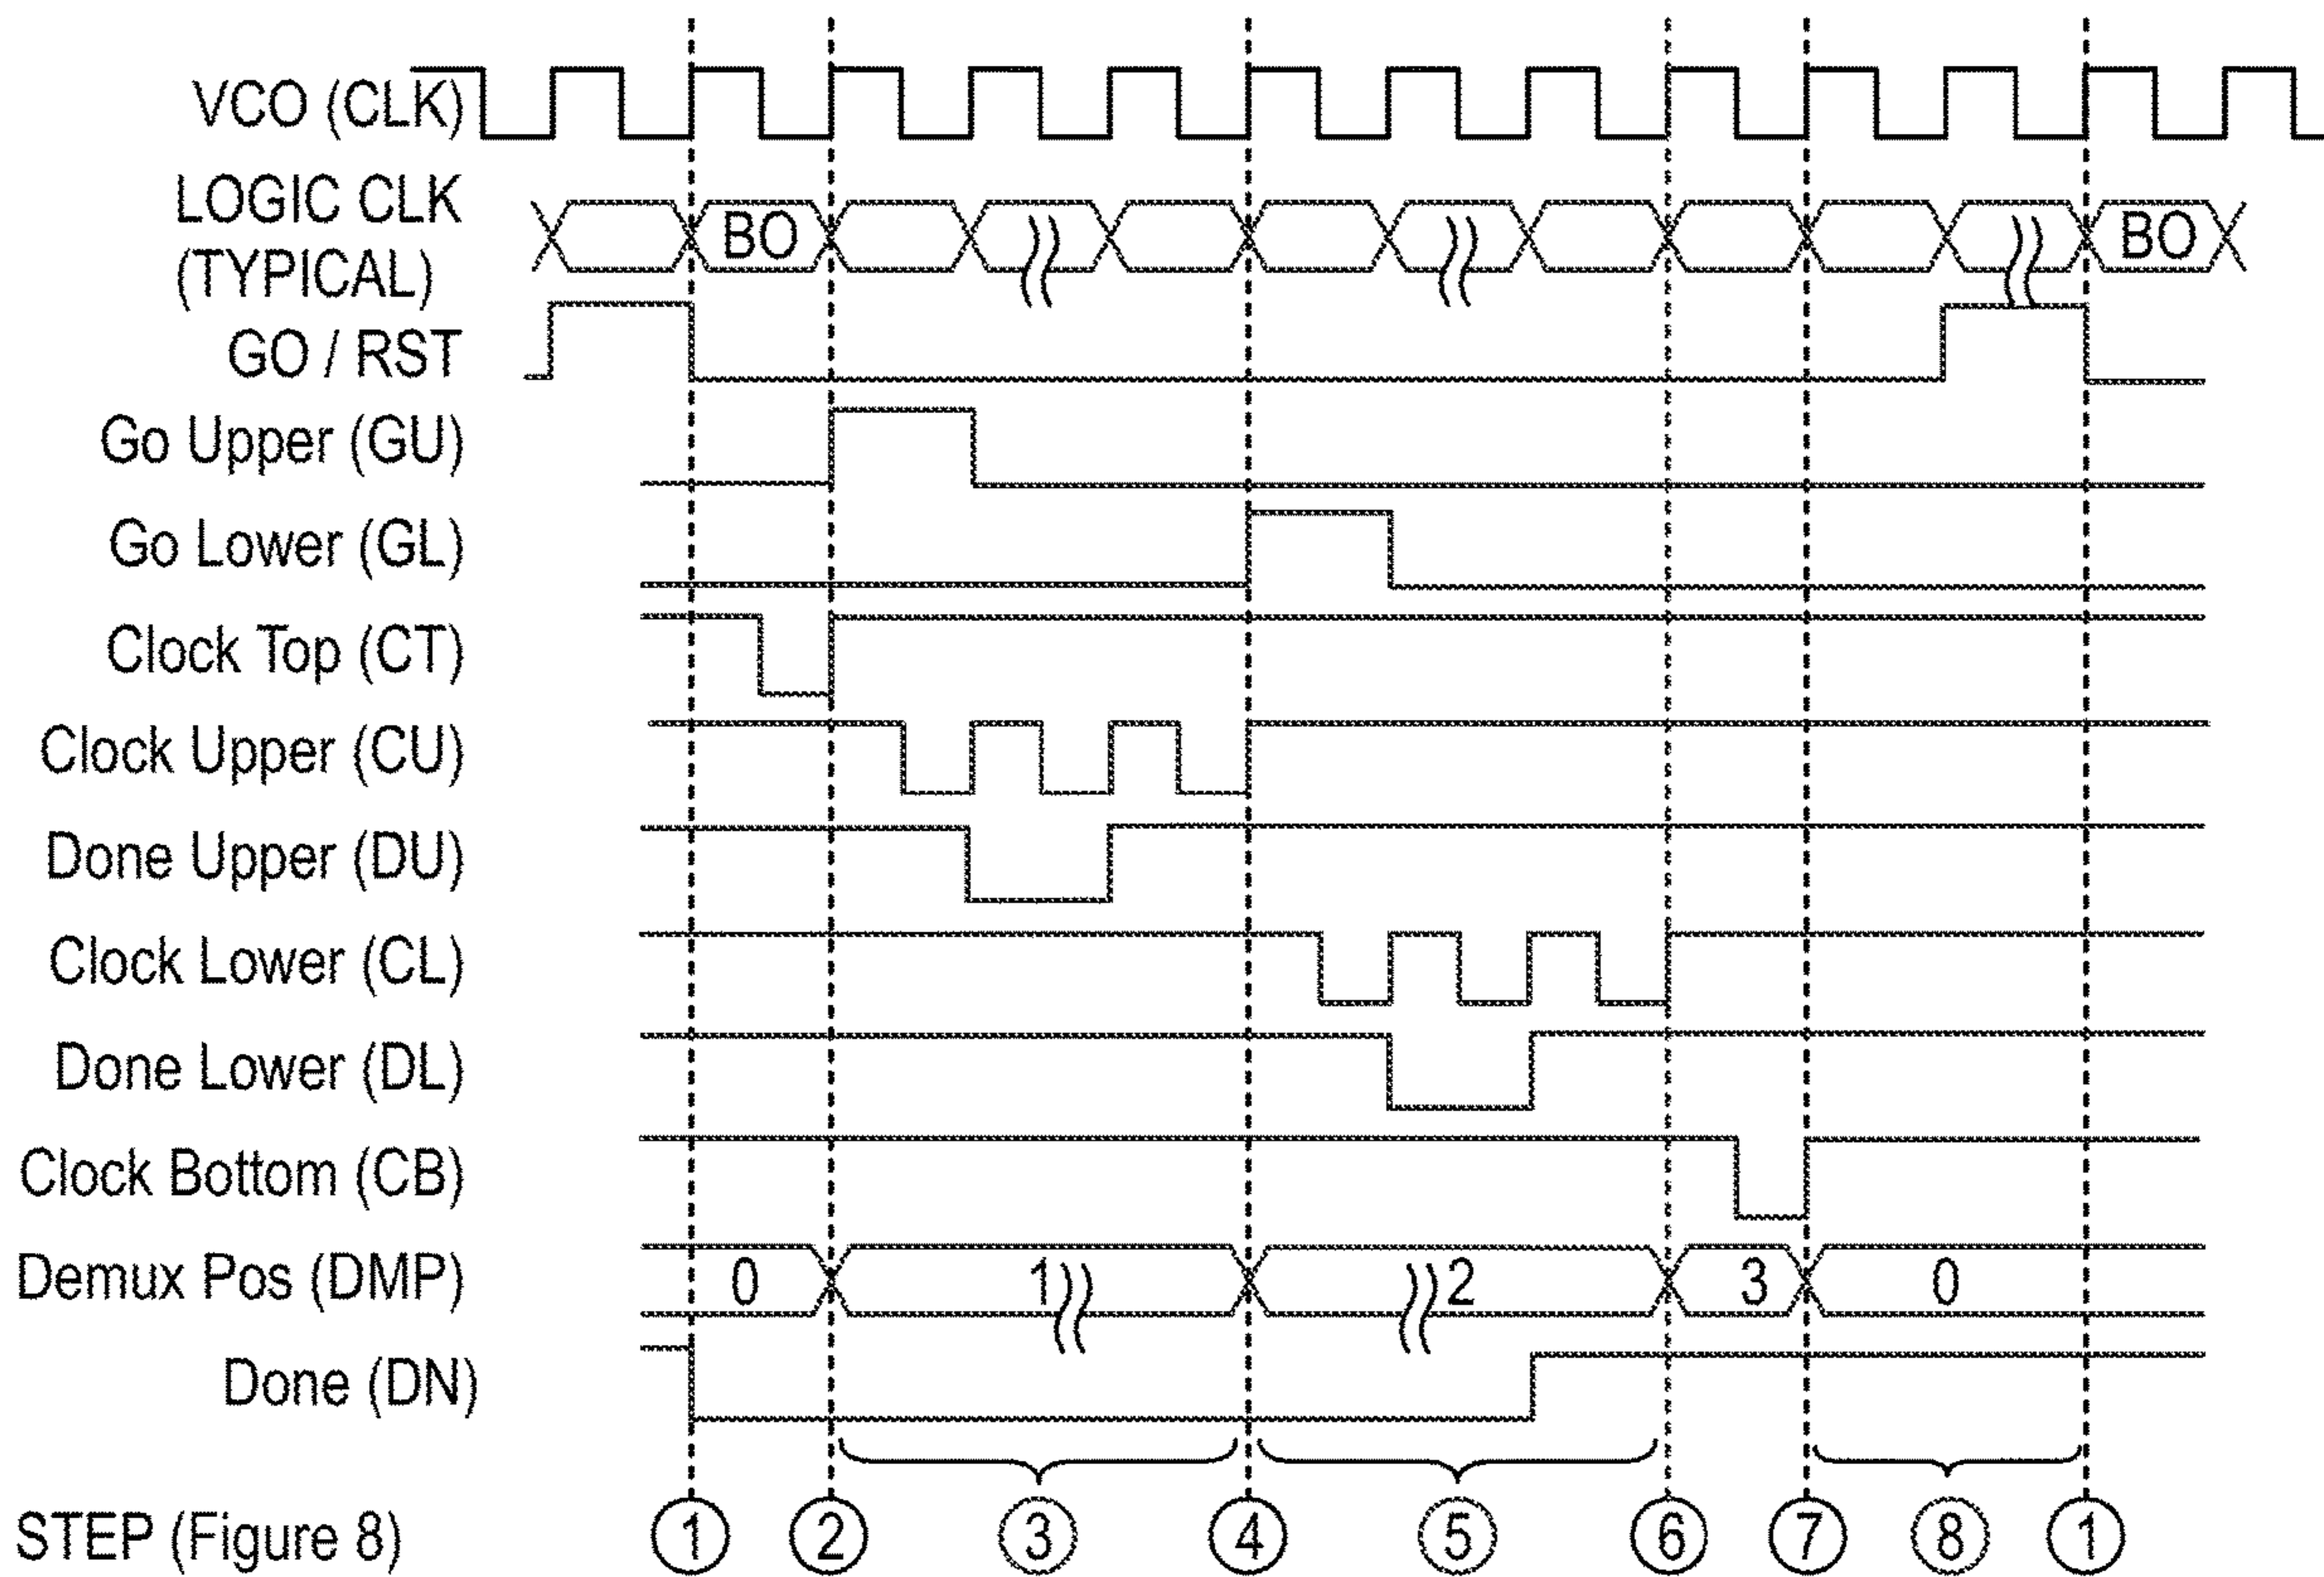 VCO (CLK)
LOGIC CLK BO BO
(TYPICAL)
GO / RST
Go Upper (GU)
Go Lower (GL)
Clock Top (CT)
Clock Upper (CU)
Done Upper (DU)
Clock Lower (CL)
Done Lower (DL)
Clock Bottom (CB)
Demux Pos (DMP) 0 1 2 3 0
Done (DN)
STEP (Figure 8) 1 2 3 4 5 6 7 8 1